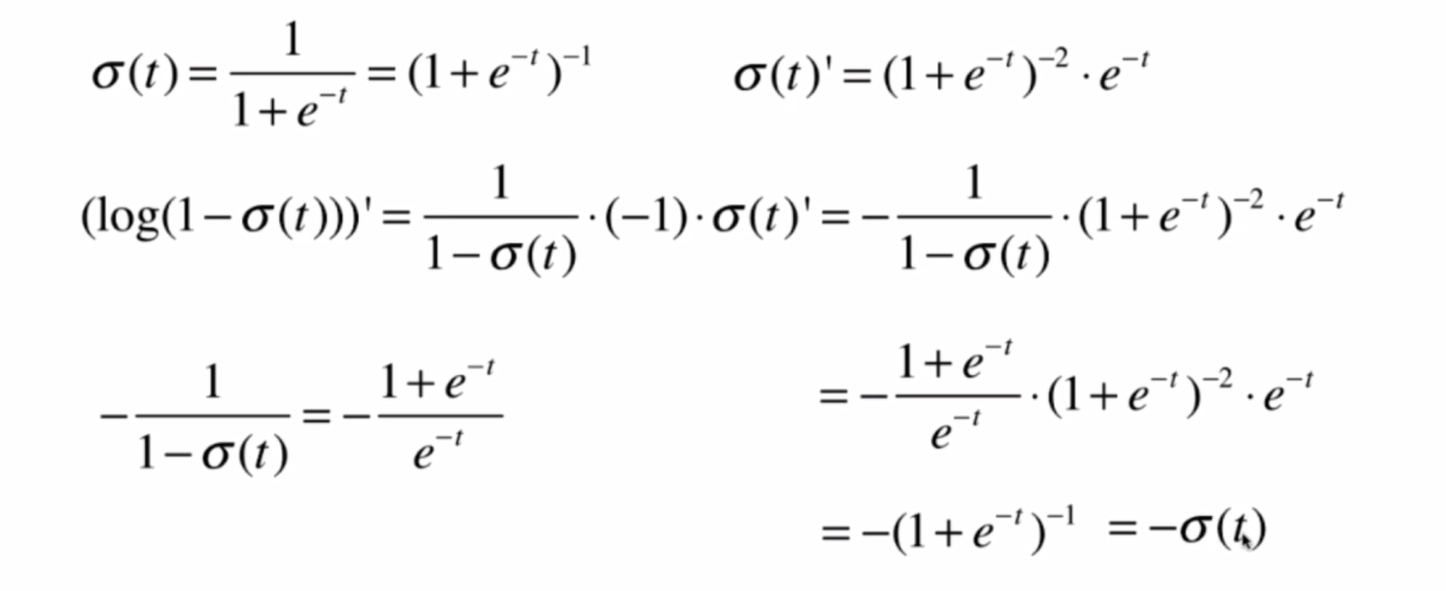 σ(t) = 1/(1+e^{-t}) = (1+e^{-t})^{-1}    σ(t)' = (1+e^{-t})^{-2} · e^{-t}
(log(1−σ(t)))' = 1/(1−σ(t)) · (−1) · σ(t)' = − 1/(1−σ(t)) · (1+e^{-t})^{-2} · e^{-t}
− 1/(1−σ(t)) = − (1+e^{-t})/e^{-t}    = − (1+e^{-t})/e^{-t} · (1+e^{-t})^{-2} · e^{-t}
= −(1+e^{-t})^{-1} = −σ(t)